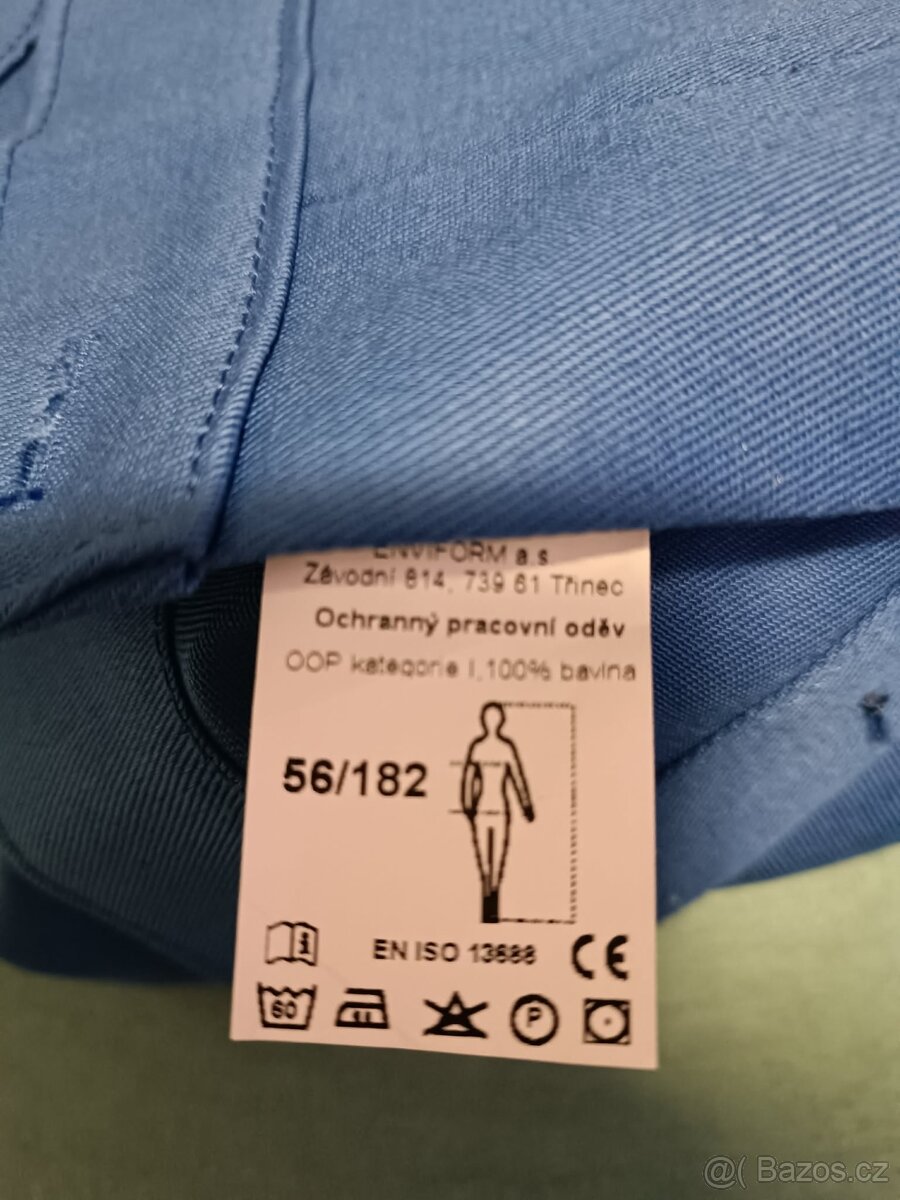 ENVIFORM a.s.
Závodní 814, 739 61 Třinec
Ochranný pracovní oděv
OOP kategorie I, 100% bavlna
56/182
EN ISO 13688 CE
60 P
@( Bazos.cz